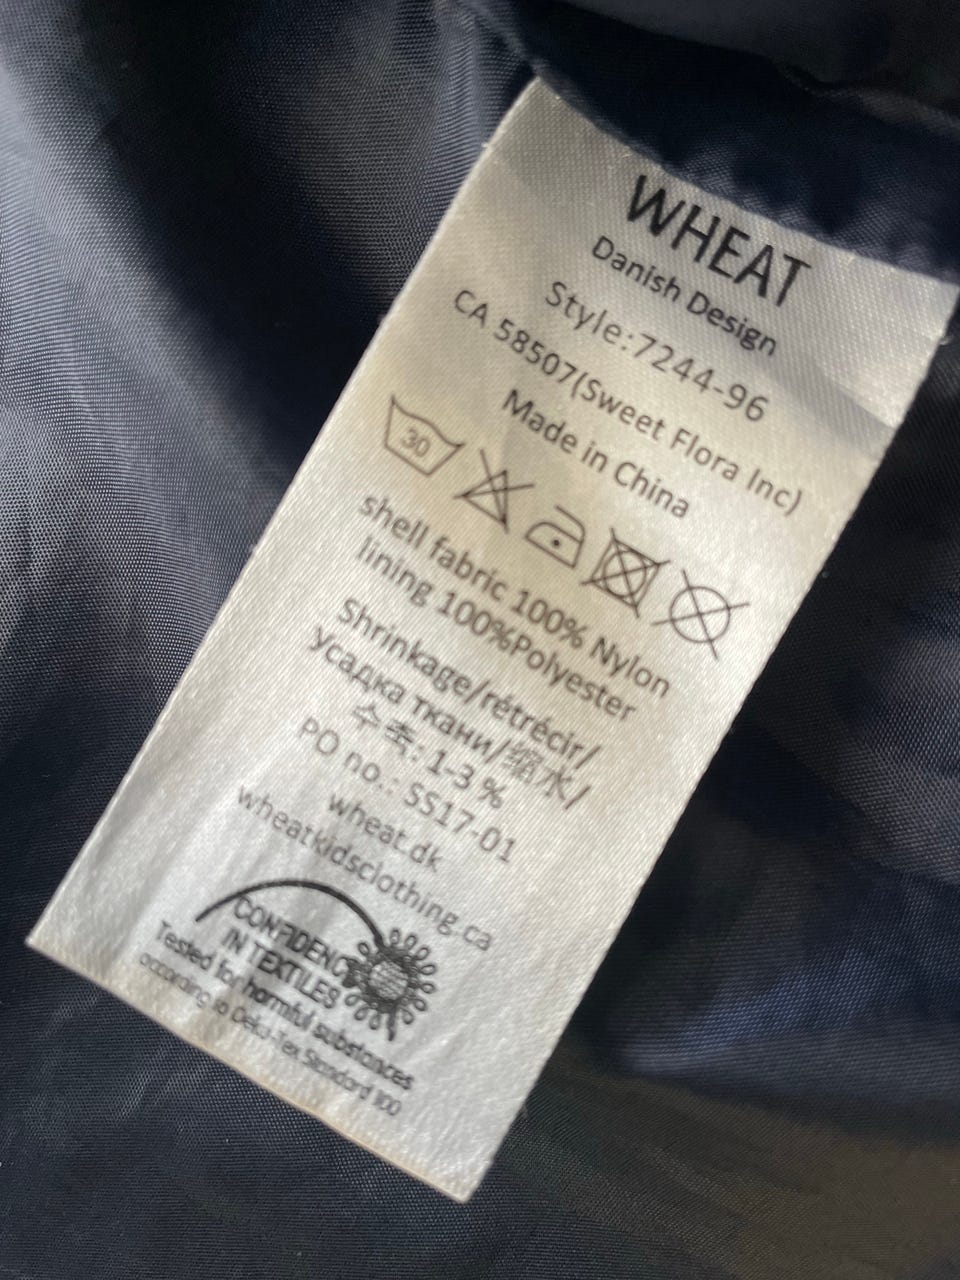 WHEAT
Danish Design
Style:7244-96
CA 58507(Sweet Flora Inc)
Made in China
30
shell fabric 100% Nylon
lining 100%Polyester
Shrinkage/rétrécir/
Усадка ткани/缩水/
수축: 1-3 %
PO no.: SS17-01
wheat.dk
wheatkidsclothing.ca
CONFIDENCE
IN TEXTILES
Tested for harmful substances
according to Oeko-Tex Standard 100